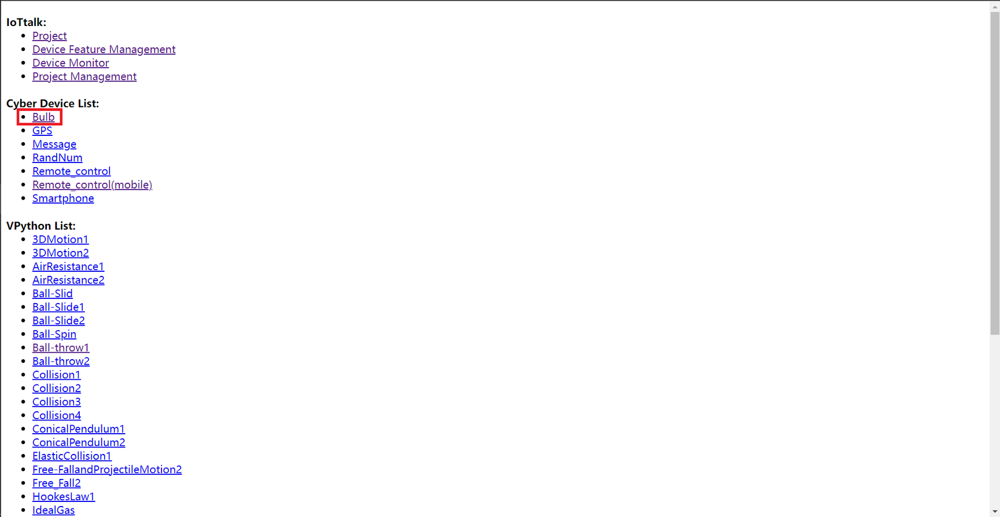 IoTtalk:
Project
Device Feature Management
Device Monitor
Project Management
Cyber Device List:
Bulb
GPS
Message
RandNum
Remote_control
Remote_control(mobile)
Smartphone
VPython List:
3DMotion1
3DMotion2
AirResistance1
AirResistance2
Ball-Slid
Ball-Slide1
Ball-Slide2
Ball-Spin
Ball-throw1
Ball-throw2
Collision1
Collision2
Collision3
Collision4
ConicalPendulum1
ConicalPendulum2
ElasticCollision1
Free-FallandProjectileMotion2
Free_Fall2
HookesLaw1
IdealGas